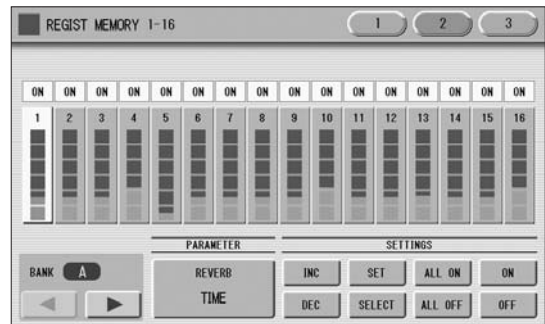 REGIST MEMORY 1-16 1 2 3
ON ON ON ON ON ON ON ON ON ON ON ON ON ON ON ON
1 2 3 4 5 6 7 8 9 10 11 12 13 14 15 16
PARAMETER SETTINGS
BANK A REVERB TIME INC SET ALL ON ON
DEC SELECT ALL OFF OFF